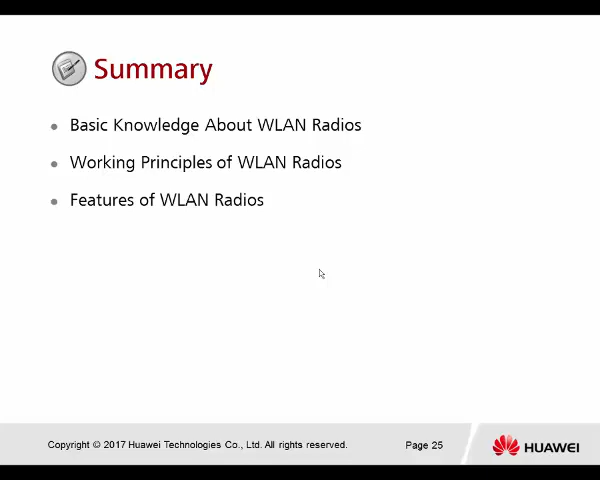 Summary
Basic Knowledge About WLAN Radios
Working Principles of WLAN Radios
Features of WLAN Radios
Copyright © 2017 Huawei Technologies Co., Ltd. All rights reserved.
Page 25
HUAWEI